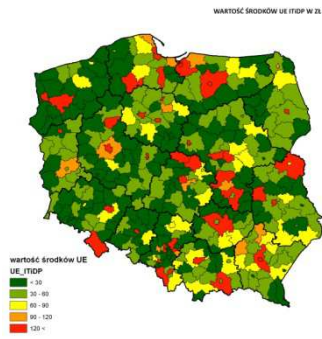 WARTOŚĆ ŚRODKÓW UE ITiDP W ZŁ
wartość środków UE
UE_ITiDP
< 30
30 - 60
60 - 90
90 - 120
120 <